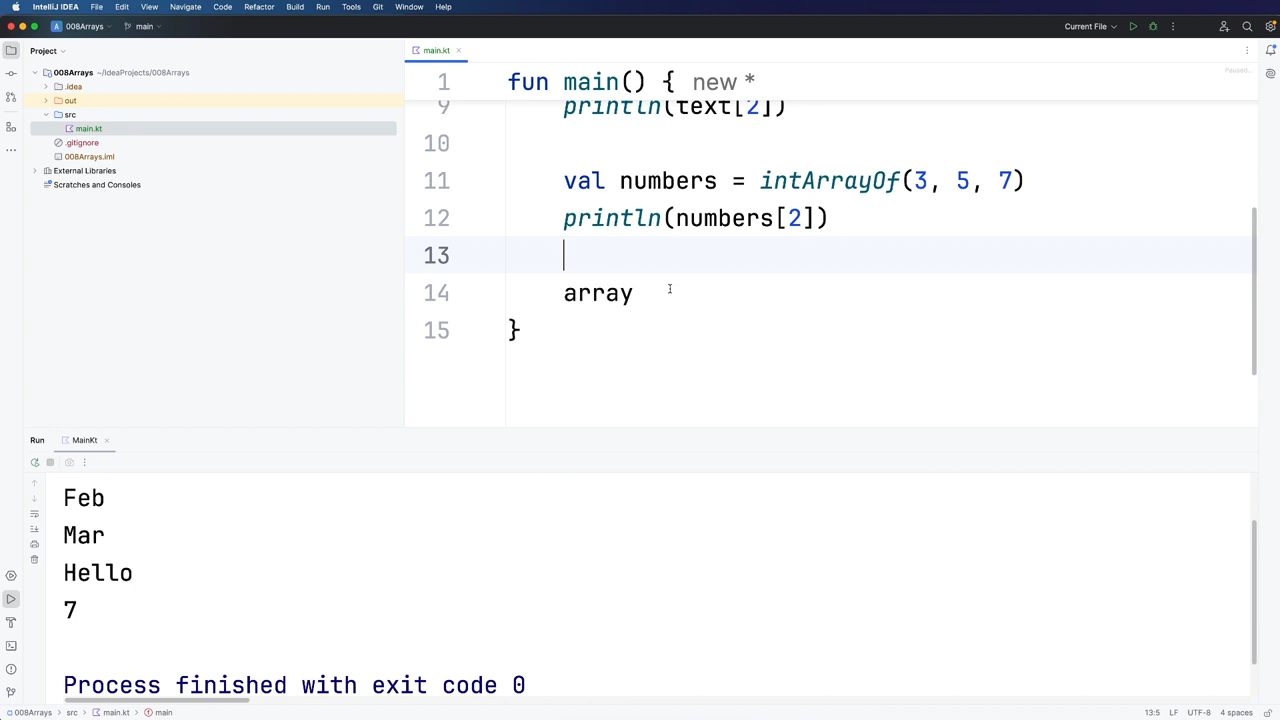 IntelliJ IDEA File Edit View Navigate Code Refactor Build Run Tools Git Window Help
008Arrays main Current File
Project
main.kt
008Arrays ~/IdeaProjects/008Arrays
.idea
out
src
main.kt
.gitignore
008Arrays.iml
External Libraries
Scratches and Consoles
Paused...
1 fun main() { new *
9 println(text[2])
10
11 val numbers = intArrayOf(3, 5, 7)
12 println(numbers[2])
13
14 array
15 }
Run MainKt
Feb
Mar
Hello
7
Process finished with exit code 0
008Arrays > src > main.kt > main 13:5 LF UTF-8 4 spaces